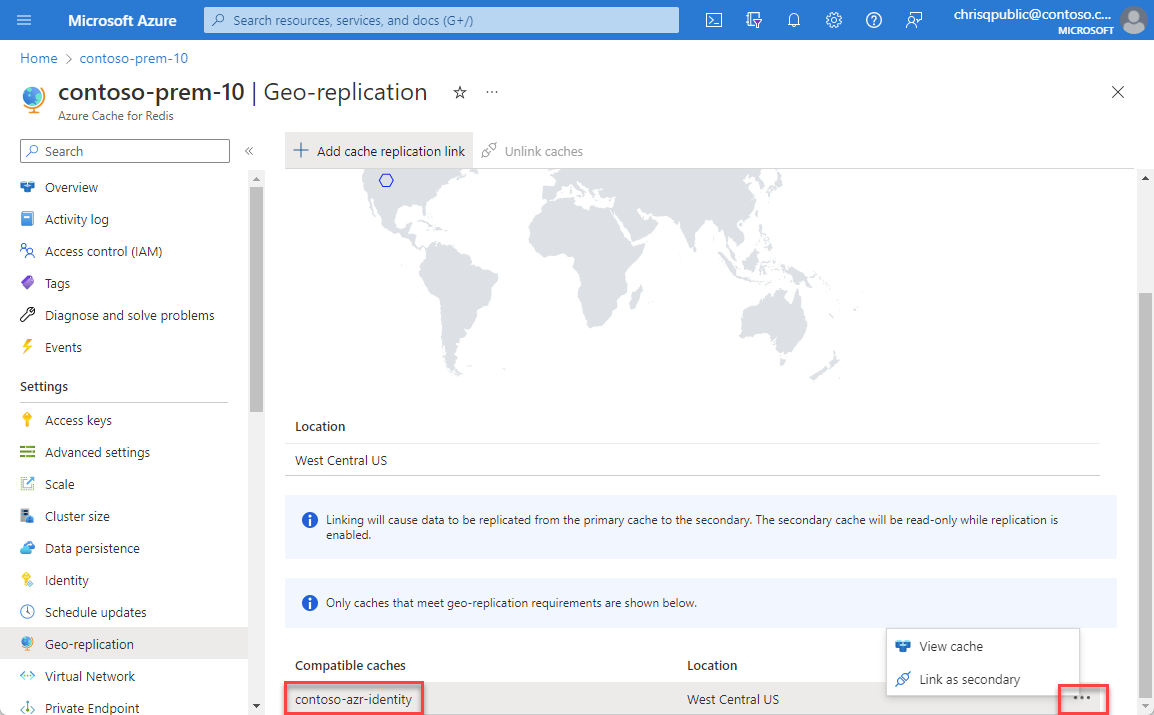 Microsoft Azure
Search resources, services, and docs (G+/)
chrisqpublic@contoso.c...
MICROSOFT
Home > contoso-prem-10
contoso-prem-10 | Geo-replication
Azure Cache for Redis
Search
Add cache replication link
Unlink caches
Overview
Activity log
Access control (IAM)
Tags
Diagnose and solve problems
Events
Settings
Access keys
Advanced settings
Scale
Cluster size
Data persistence
Identity
Schedule updates
Geo-replication
Virtual Network
Private Endpoint
Location
West Central US
Linking will cause data to be replicated from the primary cache to the secondary. The secondary cache will be read-only while replication is
enabled.
Only caches that meet geo-replication requirements are shown below.
Compatible caches
Location
contoso-azr-identity
West Central US
View cache
Link as secondary